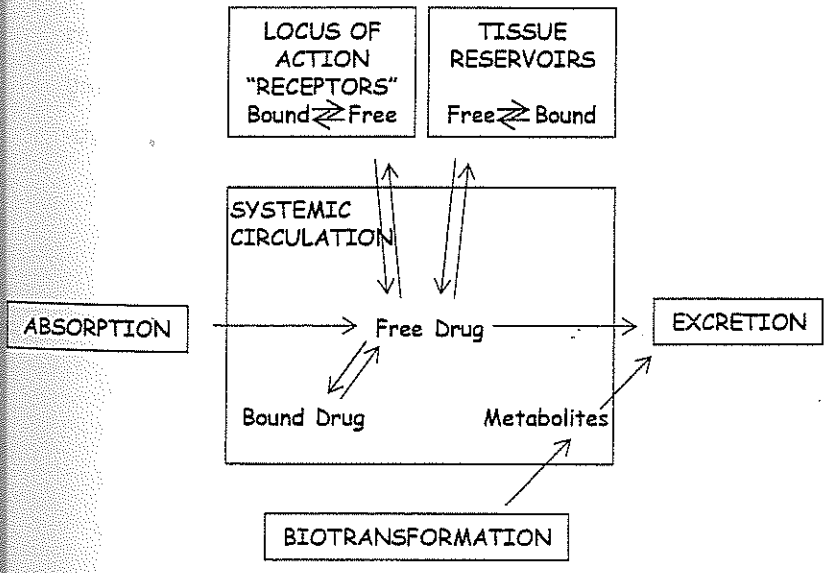 LOCUS OF
ACTION
"RECEPTORS"
Bound ⇄ Free
TISSUE
RESERVOIRS
Free ⇄ Bound
SYSTEMIC
CIRCULATION
ABSORPTION
Free Drug
EXCRETION
Bound Drug
Metabolites
BIOTRANSFORMATION